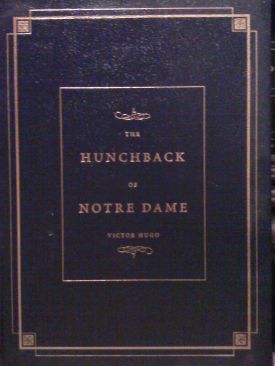 THE
HUNCHBACK
OF
NOTRE DAME
VICTOR HUGO